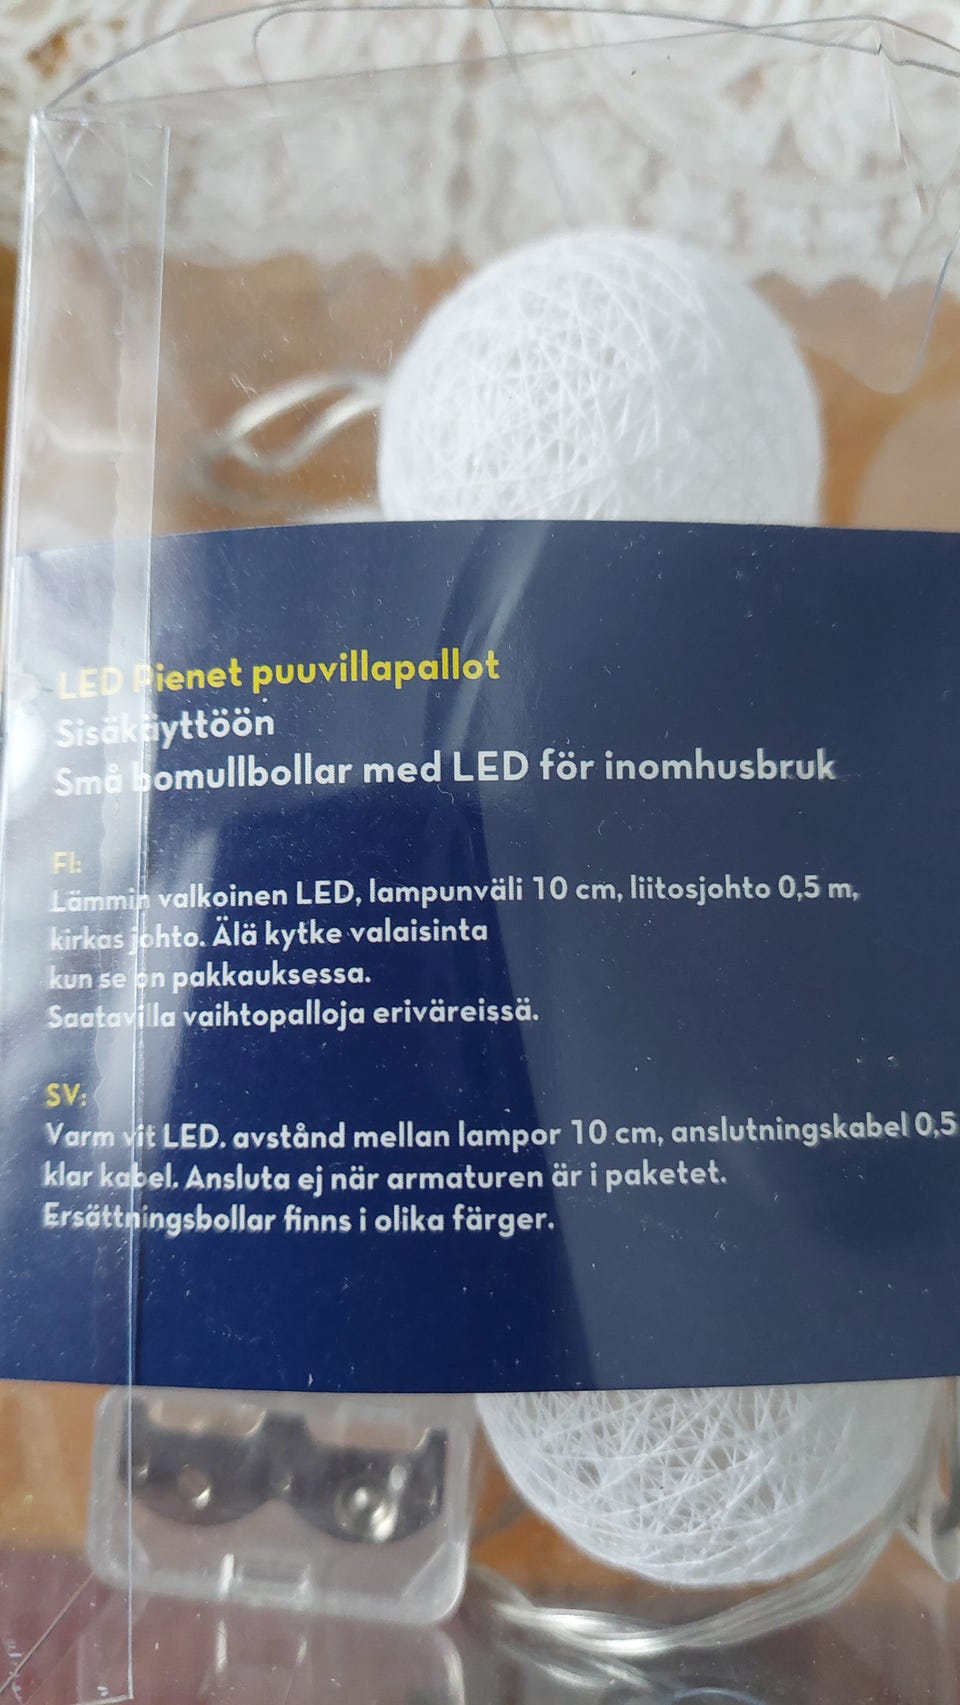 LED Pienet puuvillapallot
Sisäkäyttöön
Små bomullbollar med LED för inomhusbruk
FI:
Lämmin valkoinen LED, lampunväli 10 cm, liitosjohto 0,5 m,
kirkas johto. Älä kytke valaisinta
kun se on pakkauksessa.
Saatavilla vaihtopalloja eriväreissä.
SV:
Varm vit LED. avstånd mellan lampor 10 cm, anslutningskabel 0,5
klar kabel. Ansluta ej när armaturen är i paketet.
Ersättningsbollar finns i olika färger.